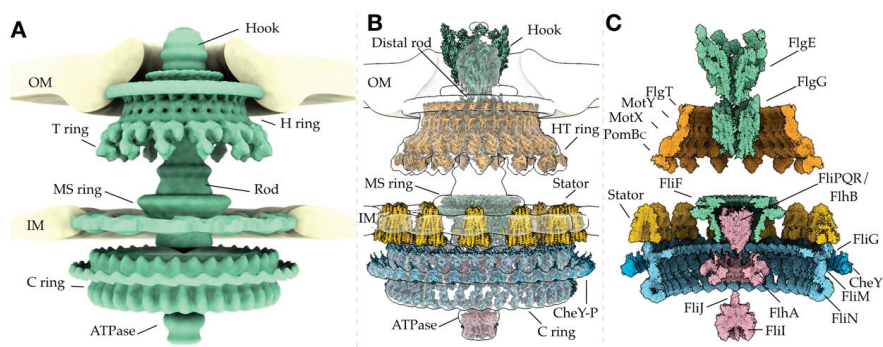 A
Hook
OM
H ring
T ring
MS ring
Rod
IM
C ring
ATPase
B
Hook
Distal rod
OM
HT ring
MS ring
Stator
IM
CheY-P
ATPase
C ring
C
FlgE
FlgG
FlgT
MotY
MotX
PomBC
FliF
FliPQR/
FlhB
Stator
FliG
CheY
FliM
FliN
FliJ
FlhA
FliI